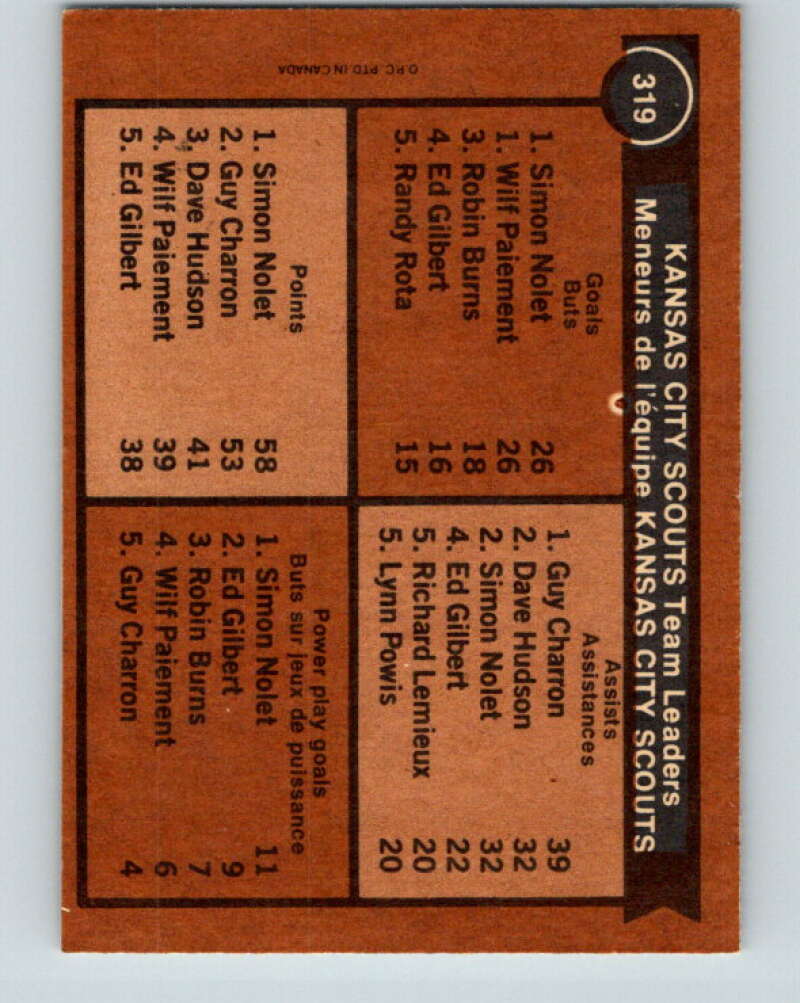 319
KANSAS CITY SCOUTS Team Leaders
Meneurs de l'équipe KANSAS CITY SCOUTS
Goals
Buts
1. Simon Nolet 26
1. Wilf Paiement 26
3. Robin Burns 18
4. Ed Gilbert 16
5. Randy Rota 15
Assists
Assistances
1. Guy Charron 39
2. Dave Hudson 32
2. Simon Nolet 32
4. Ed Gilbert 22
5. Richard Lemieux 20
5. Lynn Powis 20
Points
1. Simon Nolet 58
2. Guy Charron 53
3. Dave Hudson 41
4. Wilf Paiement 39
5. Ed Gilbert 38
Power play goals
Buts sur jeux de puissance
1. Simon Nolet 11
2. Ed Gilbert 9
3. Robin Burns 7
4. Wilf Paiement 6
5. Guy Charron 4
O.P.C. PTD IN CANADA